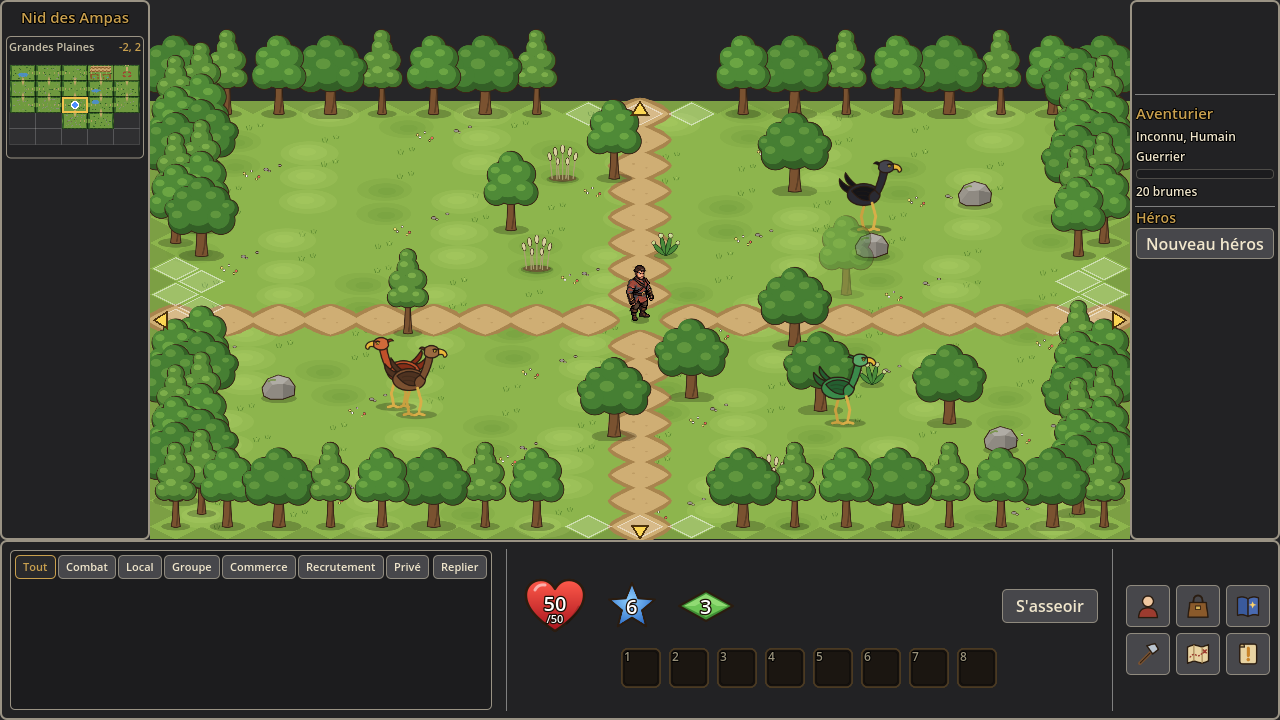 Nid des Ampas
Grandes Plaines -2, 2
Aventurier
Inconnu, Humain
Guerrier
20 brumes
Héros
Nouveau héros
Tout Combat Local Groupe Commerce Recrutement Privé Replier
50
/50
6
3
S'asseoir
1 2 3 4 5 6 7 8